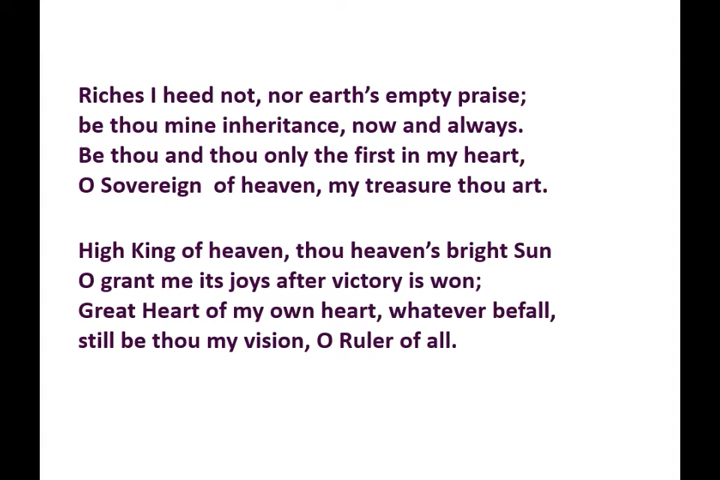 Riches I heed not, nor earth’s empty praise;
be thou mine inheritance, now and always.
Be thou and thou only the first in my heart,
O Sovereign  of heaven, my treasure thou art.

High King of heaven, thou heaven’s bright Sun
O grant me its joys after victory is won;
Great Heart of my own heart, whatever befall,
still be thou my vision, O Ruler of all.